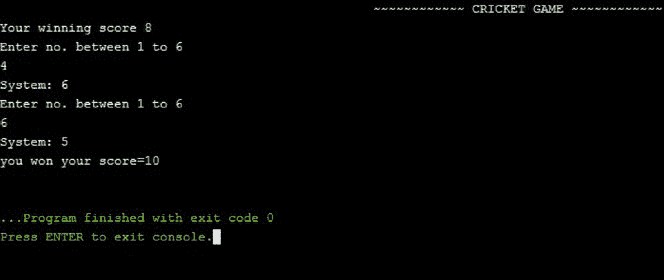 ~~~~~~~~~~~~ CRICKET GAME ~~~~~~~~~~~~
Your winning score 8
Enter no. between 1 to 6
4
System: 6
Enter no. between 1 to 6
6
System: 5
you won your score=10
...Program finished with exit code 0
Press ENTER to exit console.